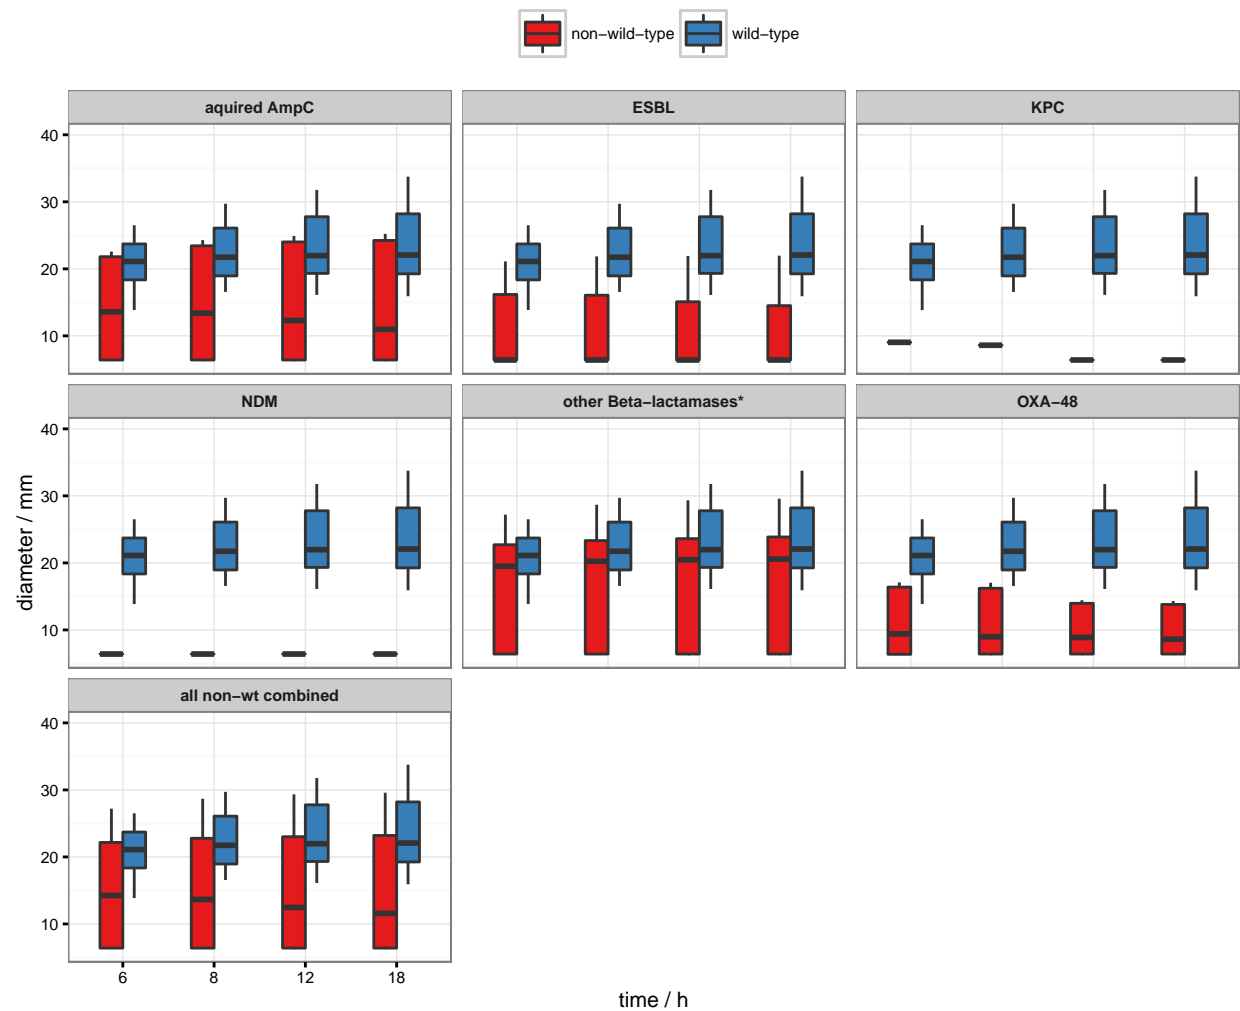 non−wild−type wild−type
aquired AmpC ESBL KPC
40
30
20
10
NDM other Beta−lactamases* OXA−48
40
30
20
10
diameter / mm
all non−wt combined
40
30
20
10
6 8 12 18
time / h